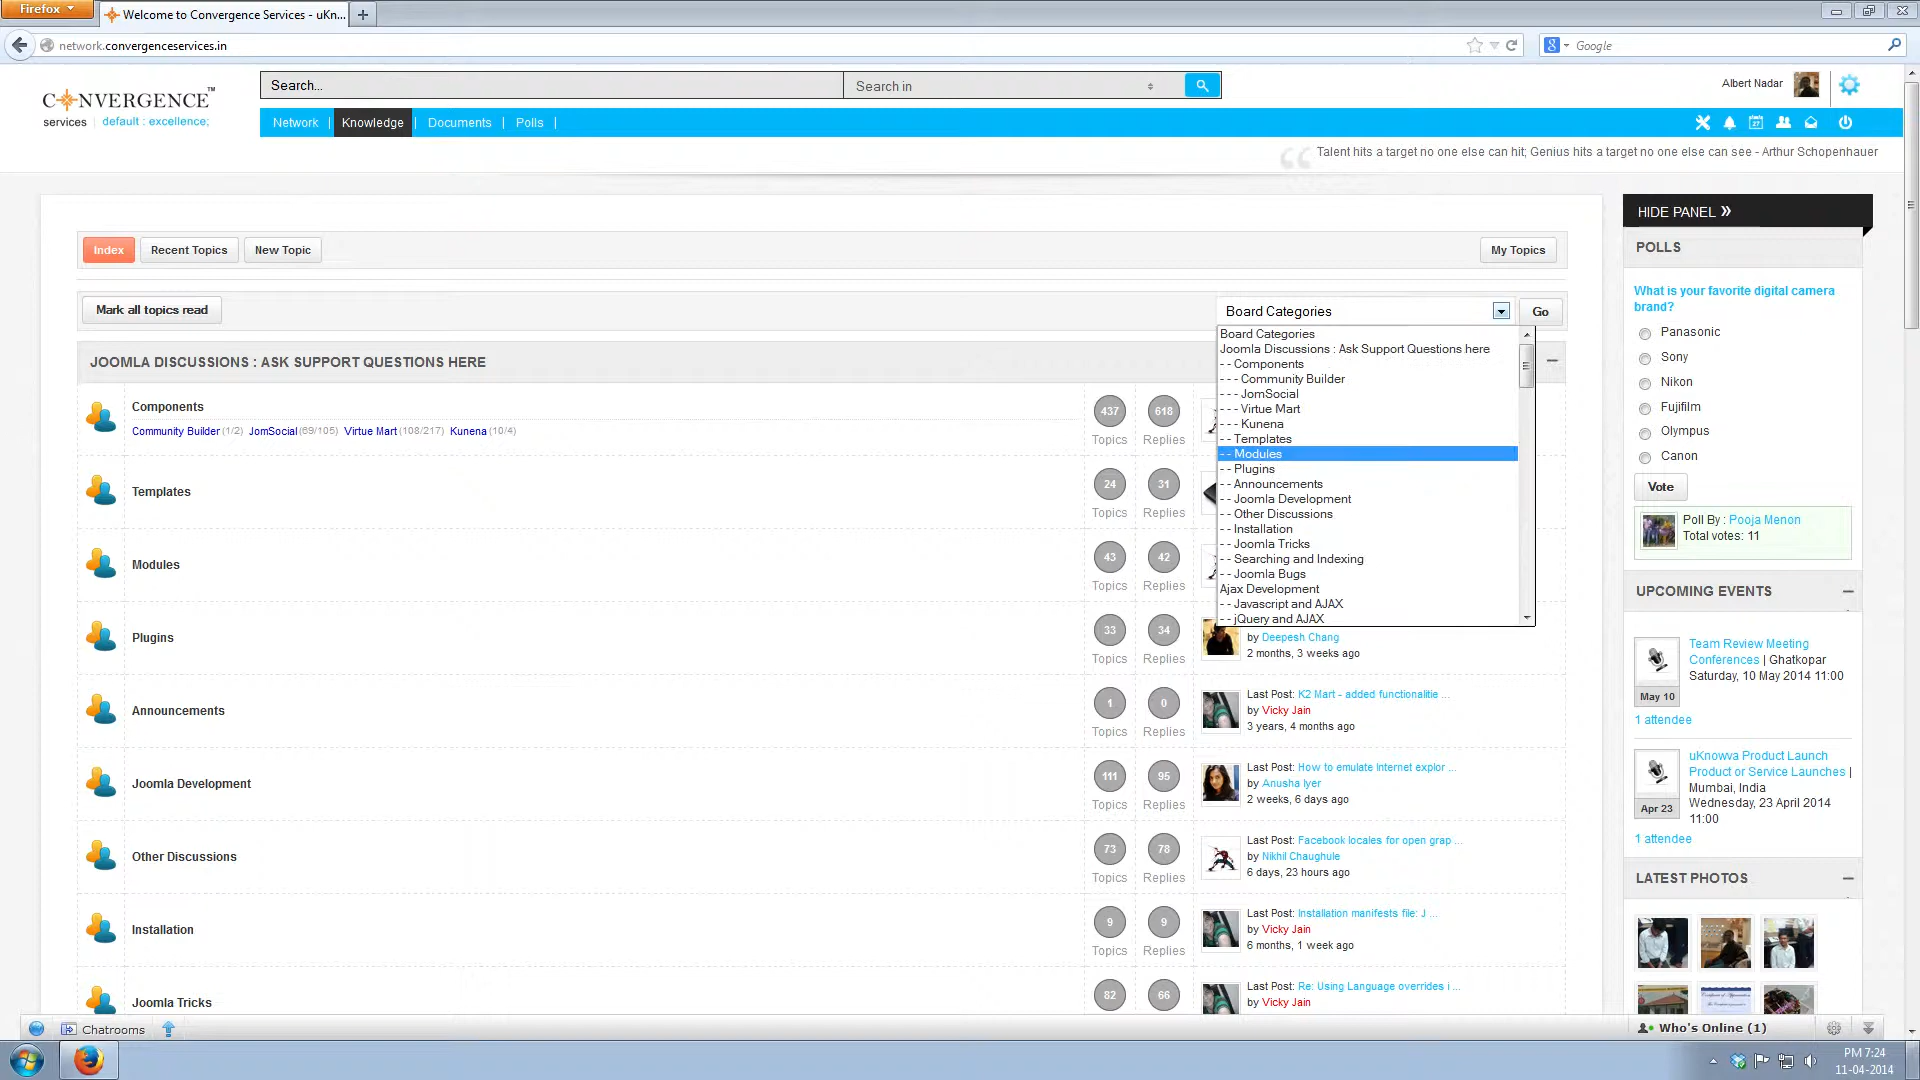 Firefox
Welcome to Convergence Services - uKn...
network.convergenceservices.in
Google
CONVERGENCE™
services | default : excellence;
Search...
Search in
Albert Nadar
Network | Knowledge | Documents | Polls |
27
Talent hits a target no one else can hit; Genius hits a target no one else can see - Arthur Schopenhauer
Index
Recent Topics
New Topic
My Topics
Mark all topics read
Board Categories
Go
Board Categories
Joomla Discussions : Ask Support Questions here
- - Components
- - - Community Builder
- - - JomSocial
- - - Virtue Mart
- - - Kunena
- - Templates
- - Modules
- - Plugins
- - Announcements
- - Joomla Development
- - Other Discussions
- - Installation
- - Joomla Tricks
- - Searching and Indexing
- - Joomla Bugs
Ajax Development
- - Javascript and AJAX
- - jQuery and AJAX
JOOMLA DISCUSSIONS : ASK SUPPORT QUESTIONS HERE
Components
Community Builder (1/2) JomSocial (69/105) Virtue Mart (108/217) Kunena (10/4)
437 Topics
618 Replies
Templates
24 Topics
31 Replies
Modules
43 Topics
42 Replies
Plugins
33 Topics
34 Replies
by Deepesh Chang
2 months, 3 weeks ago
Announcements
1 Topics
0 Replies
Last Post: K2 Mart - added functionalitie ...
by Vicky Jain
3 years, 4 months ago
Joomla Development
111 Topics
95 Replies
Last Post: How to emulate Internet explor ...
by Anusha Iyer
2 weeks, 6 days ago
Other Discussions
73 Topics
78 Replies
Last Post: Facebook locales for open grap ...
by Nikhil Chaughule
6 days, 23 hours ago
Installation
9 Topics
9 Replies
Last Post: Installation manifests file: J ...
by Vicky Jain
6 months, 1 week ago
Joomla Tricks
82
66
Last Post: Re: Using Language overrides i ...
by Vicky Jain
HIDE PANEL »
POLLS
What is your favorite digital camera
brand?
Panasonic
Sony
Nikon
Fujifilm
Olympus
Canon
Vote
Poll By : Pooja Menon
Total votes: 11
UPCOMING EVENTS
May 10
Team Review Meeting
Conferences | Ghatkopar
Saturday, 10 May 2014 11:00
1 attendee
Apr 23
uKnowva Product Launch
Product or Service Launches |
Mumbai, India
Wednesday, 23 April 2014
11:00
1 attendee
LATEST PHOTOS
Chatrooms
Who's Online (1)
PM 7:24
11-04-2014